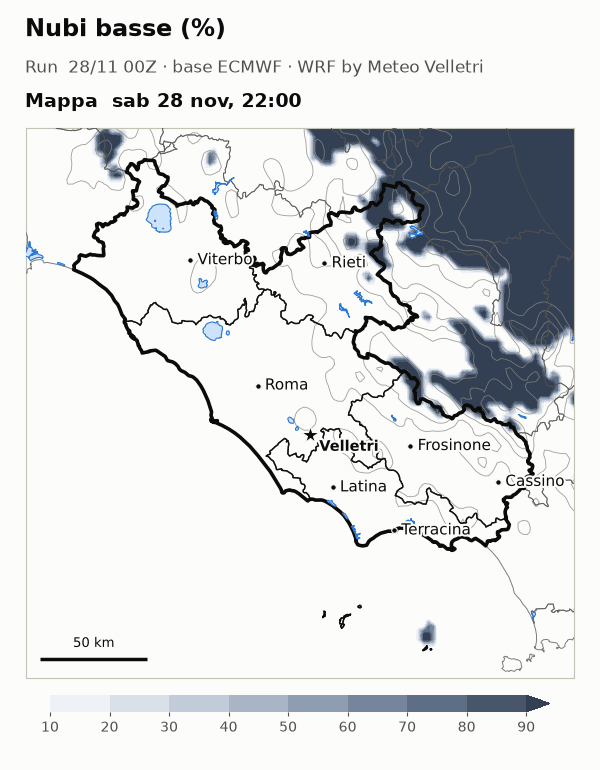 Nubi basse (%)
Run  28/11 00Z · base ECMWF · WRF by Meteo Velletri
Mappa  sab 28 nov, 22:00
Viterbo
Rieti
Roma
Velletri
Frosinone
Latina
Cassino
Terracina
50 km
10 20 30 40 50 60 70 80 90